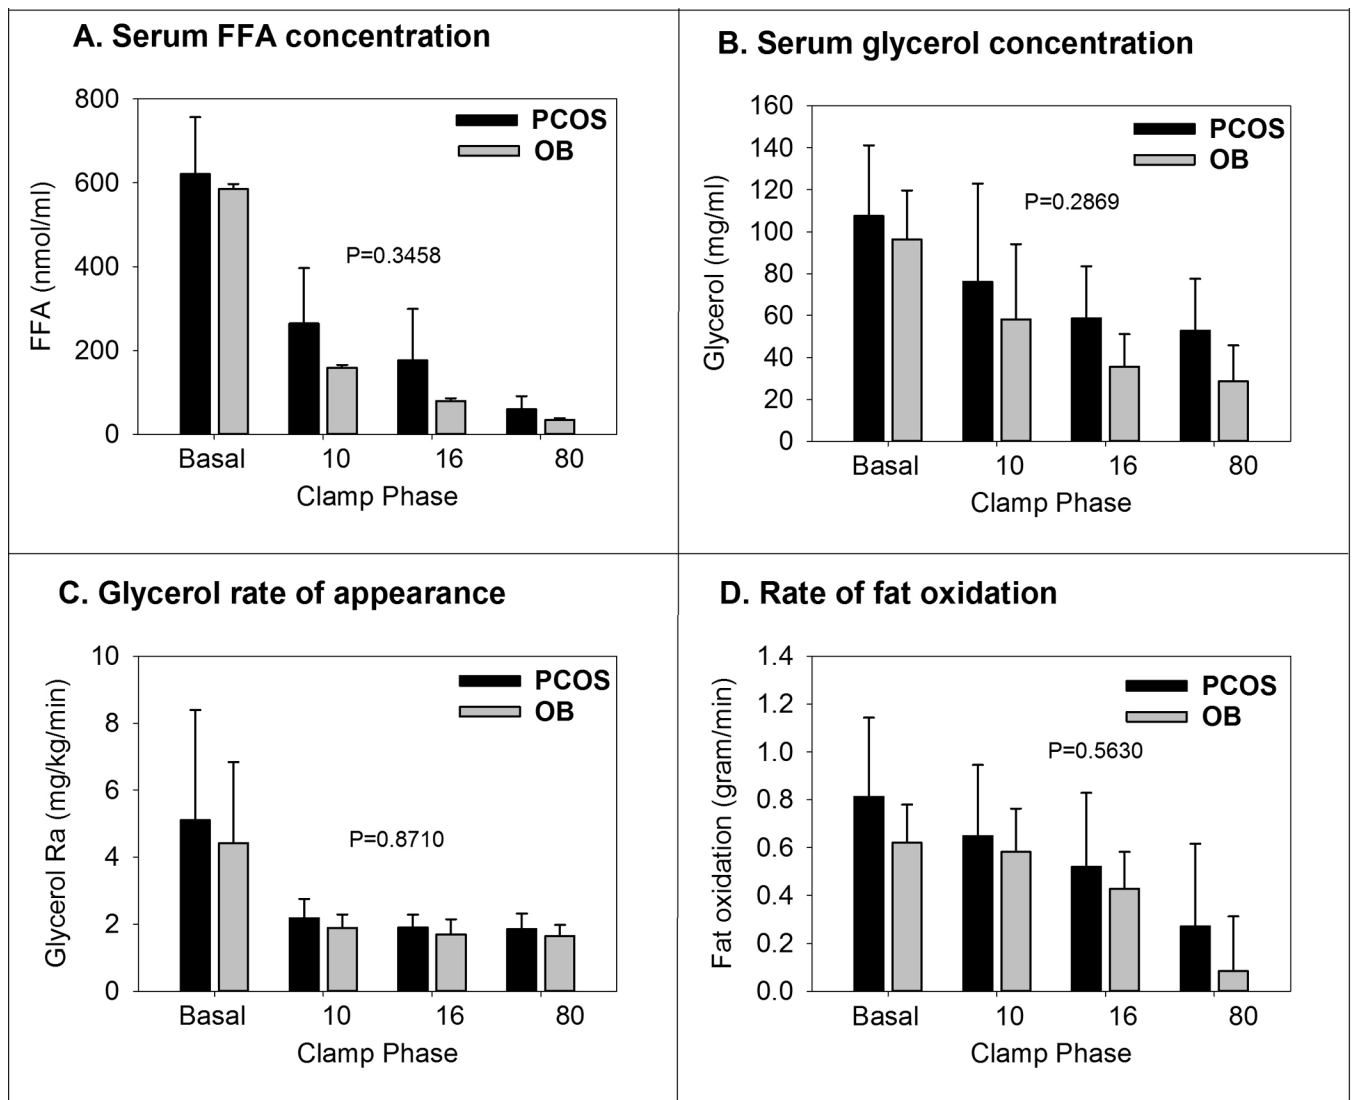 A. Serum FFA concentration
800
600
400
200
0
FFA (nmol/ml)
PCOS
OB
P=0.3458
Basal 10 16 80
Clamp Phase
B. Serum glycerol concentration
160
140
120
100
80
60
40
20
0
Glycerol (mg/ml)
PCOS
OB
P=0.2869
Basal 10 16 80
Clamp Phase
C. Glycerol rate of appearance
10
8
6
4
2
0
Glycerol Ra (mg/kg/min)
PCOS
OB
P=0.8710
Basal 10 16 80
Clamp Phase
D. Rate of fat oxidation
1.4
1.2
1.0
0.8
0.6
0.4
0.2
0.0
Fat oxidation (gram/min)
PCOS
OB
P=0.5630
Basal 10 16 80
Clamp Phase